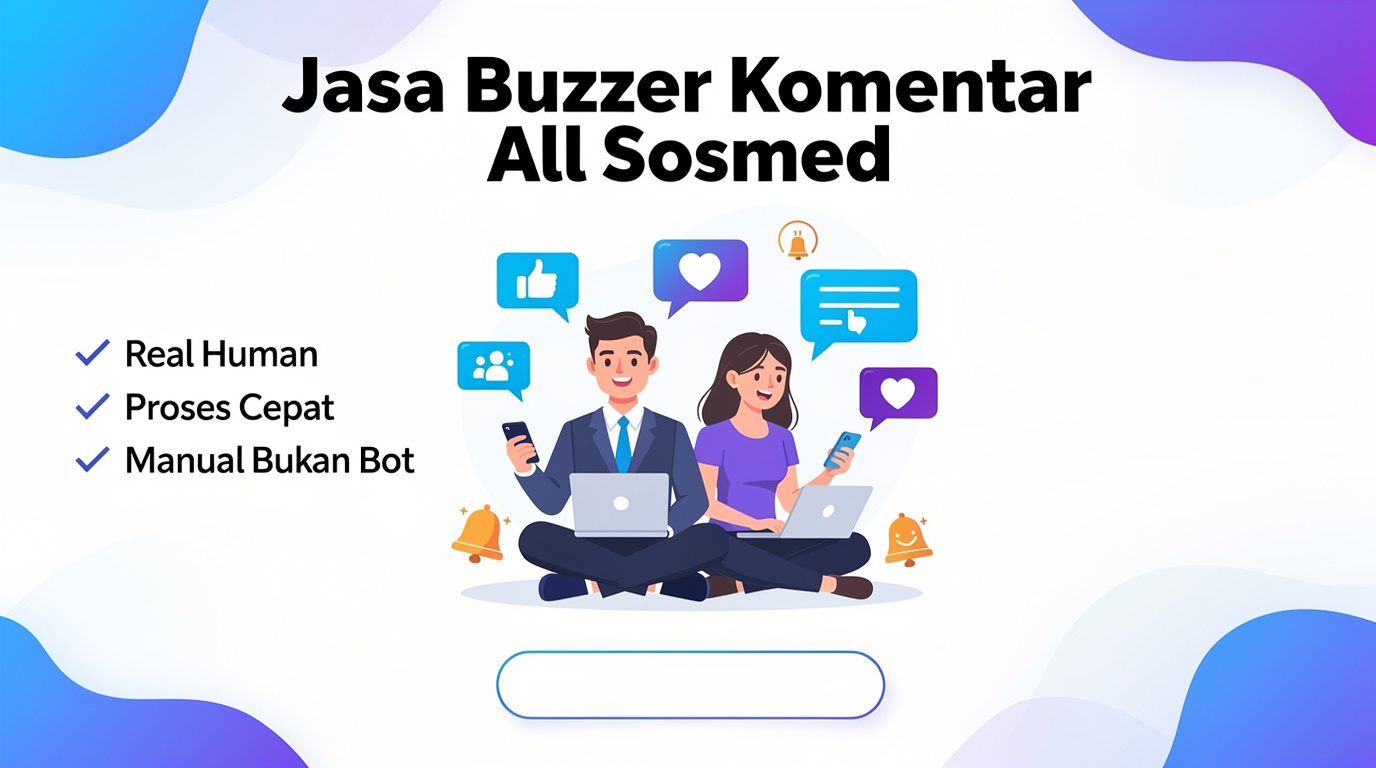 Jasa Buzzer Komentar
All Sosmed
Real Human
Proses Cepat
Manual Bukan Bot